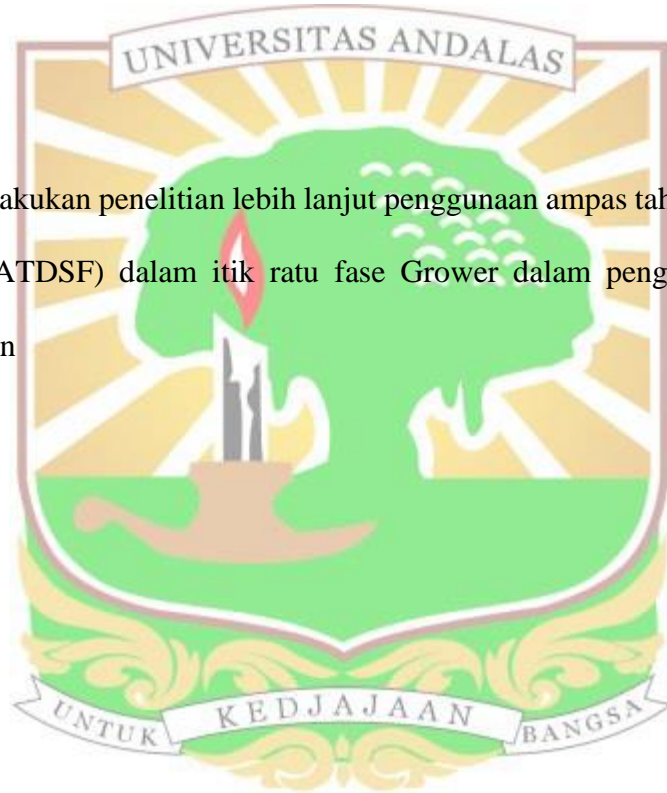 UNIVERSITAS ANDALAS
akukan penelitian lebih lanjut penggunaan ampas tah
ATDSF) dalam itik ratu fase Grower dalam peng
n
UNTUK KEDJAJAAN BANGSA